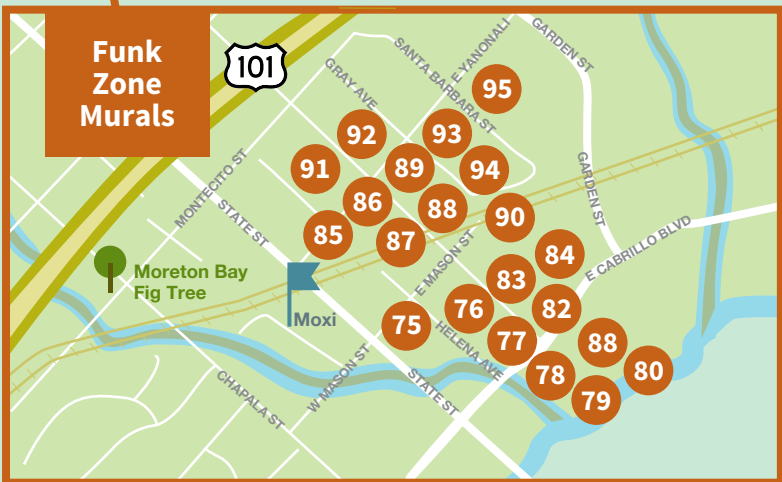 Funk
Zone
Murals
101
GARDEN ST
SANTA BARBARA ST
E YANONALI
GRAY AVE
95
92
93
91
89
94
MONTECITO ST
STATE ST
86
88
90
85
87
GARDEN ST
E CABRILLO BLVD
84
E MASON ST
83
Moreton Bay
Fig Tree
Moxi
76
82
75
77
88
HELENA AVE
78
80
79
W MASON ST
STATE ST
CHAPALA ST